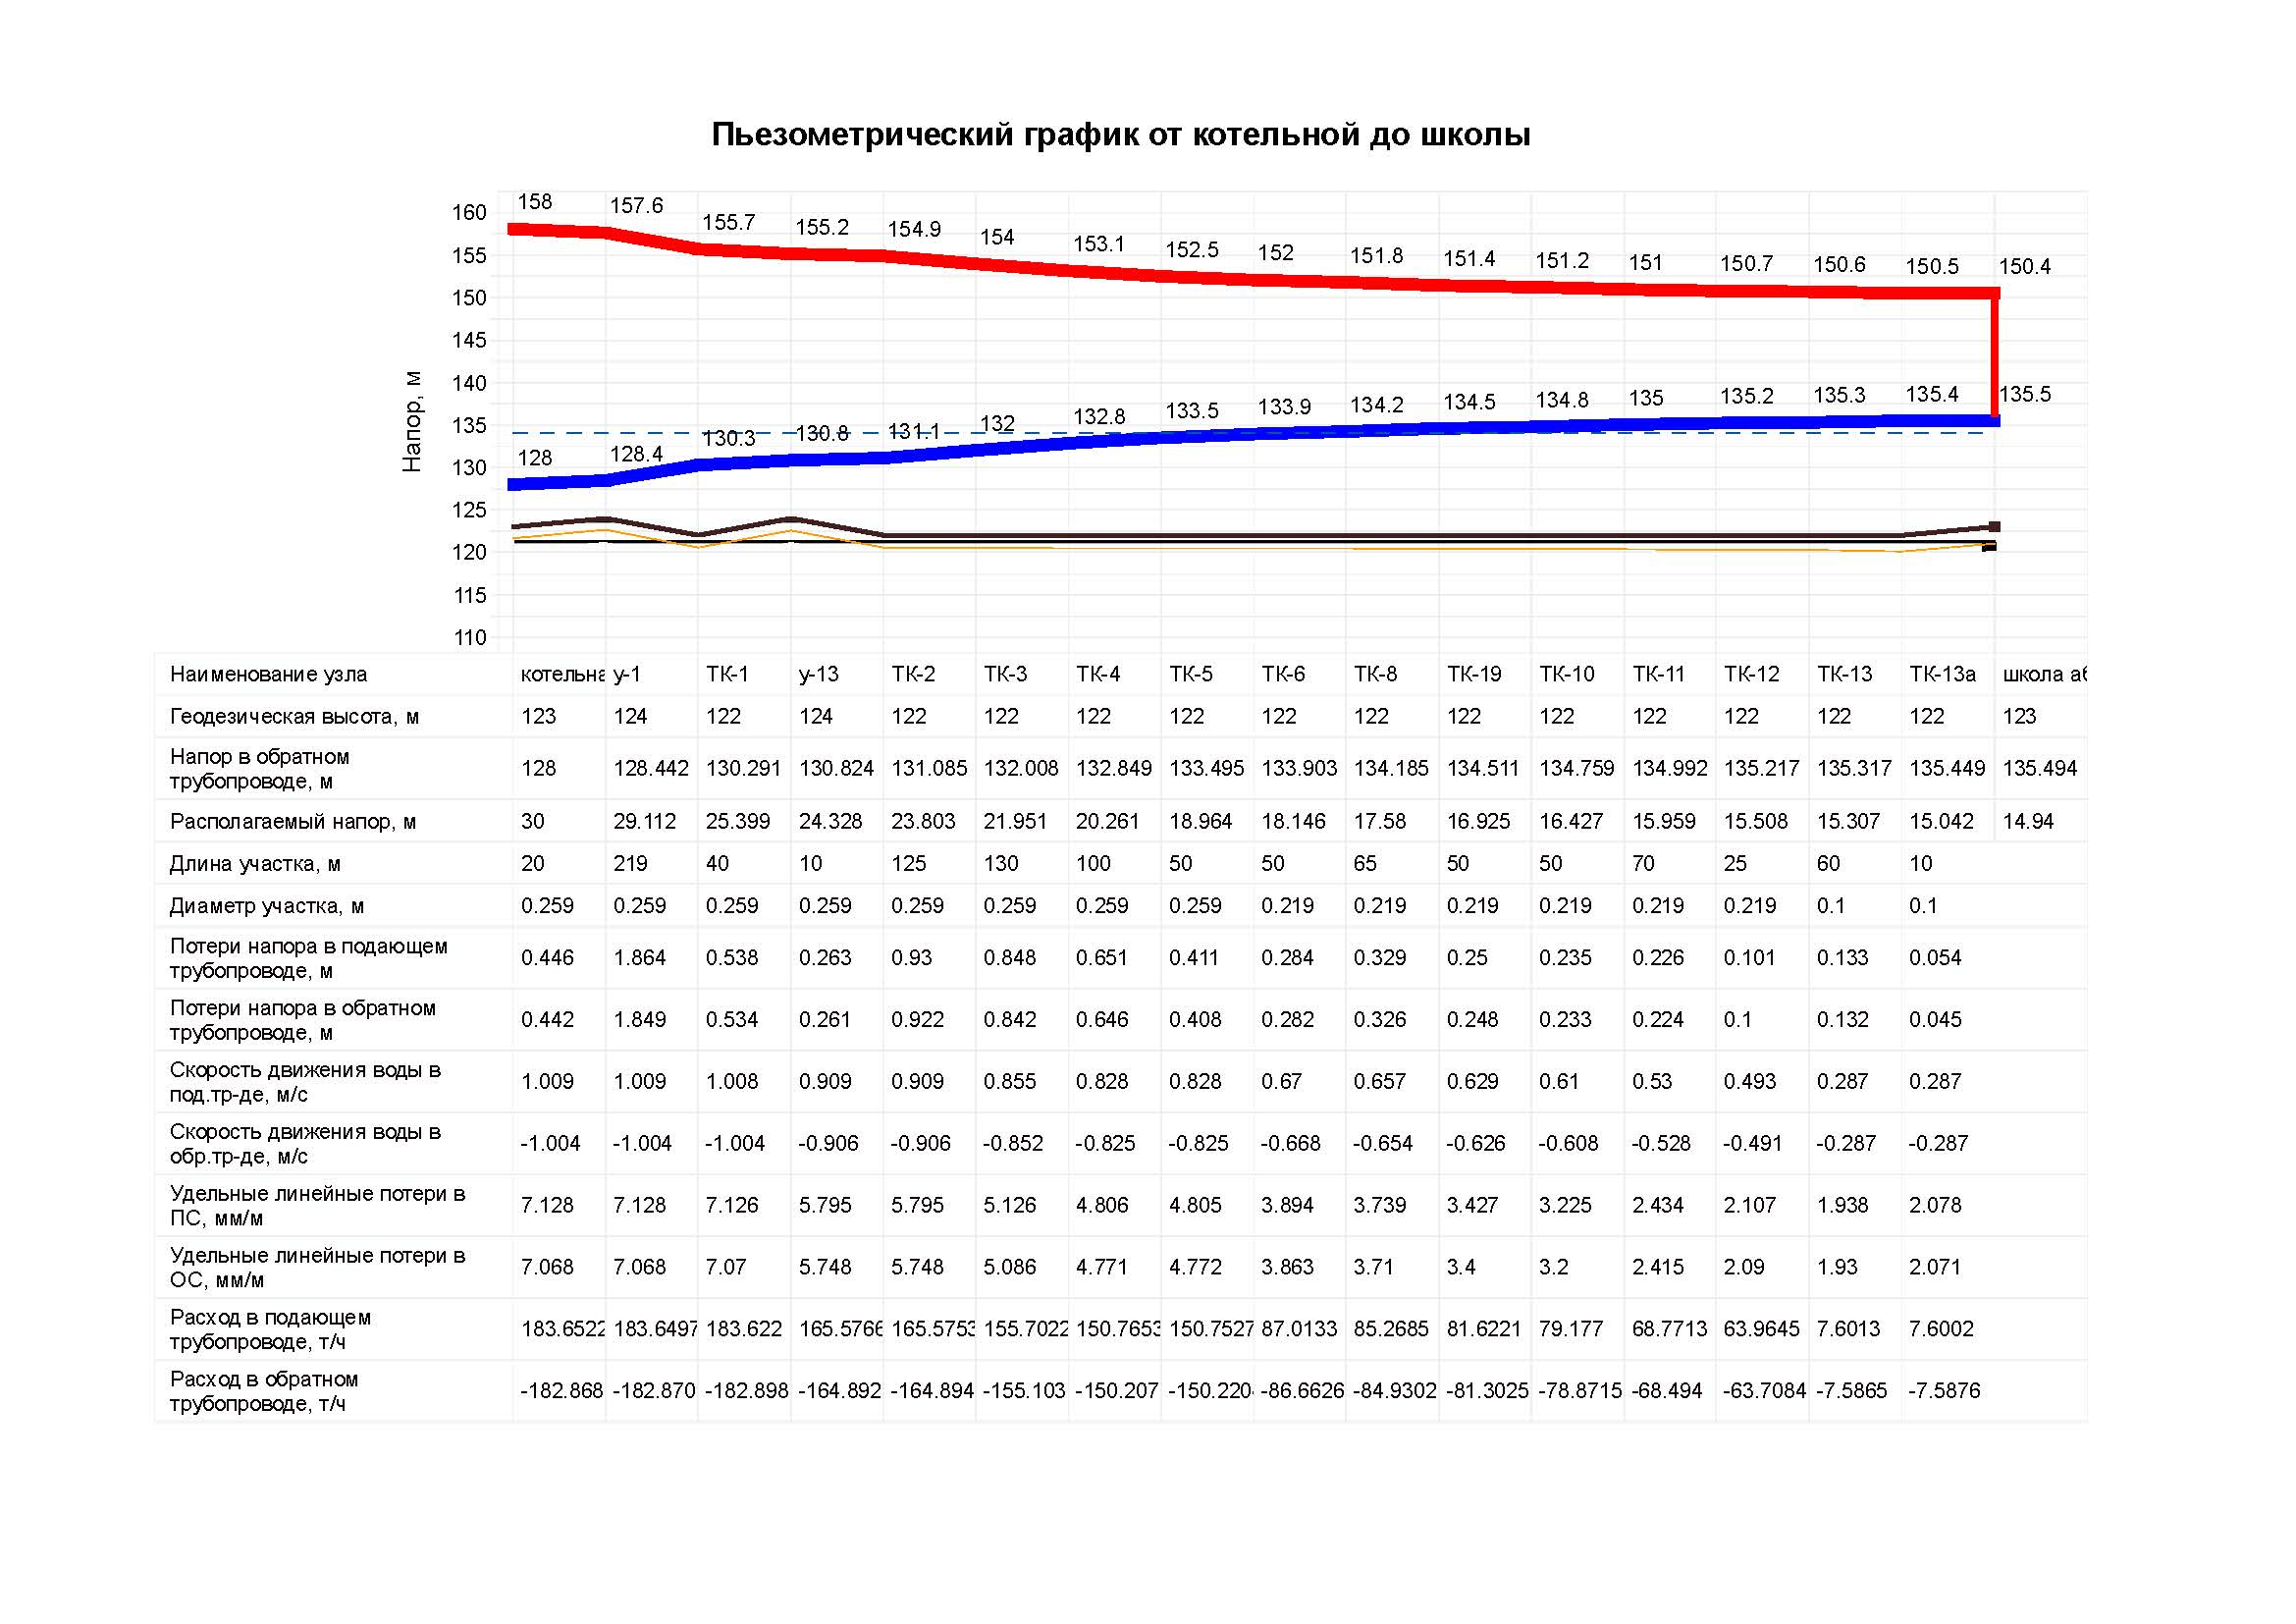 Пьезометрический график от котельной до школы
158 157.6 155.7 155.2 154.9 154 153.1 152.5 152 151.8 151.4 151.2 151 150.7 150.6 150.5 150.4
160
155
150
145
140
135
130
125
120
115
110
Напор, м
128 128.4 130.3 130.8 131.1 132 132.8 133.5 133.9 134.2 134.5 134.8 135 135.2 135.3 135.4 135.5
Наименование узла котельна у-1 ТК-1 у-13 ТК-2 ТК-3 ТК-4 ТК-5 ТК-6 ТК-8 ТК-19 ТК-10 ТК-11 ТК-12 ТК-13 ТК-13а школа аб
Геодезическая высота, м 123 124 122 124 122 122 122 122 122 122 122 122 122 122 122 122 123
Напор в обратном
трубопроводе, м 128 128.442 130.291 130.824 131.085 132.008 132.849 133.495 133.903 134.185 134.511 134.759 134.992 135.217 135.317 135.449 135.494
Располагаемый напор, м 30 29.112 25.399 24.328 23.803 21.951 20.261 18.964 18.146 17.58 16.925 16.427 15.959 15.508 15.307 15.042 14.94
Длина участка, м 20 219 40 10 125 130 100 50 50 65 50 50 70 25 60 10
Диаметр участка, м 0.259 0.259 0.259 0.259 0.259 0.259 0.259 0.259 0.219 0.219 0.219 0.219 0.219 0.219 0.1 0.1
Потери напора в подающем
трубопроводе, м 0.446 1.864 0.538 0.263 0.93 0.848 0.651 0.411 0.284 0.329 0.25 0.235 0.226 0.101 0.133 0.054
Потери напора в обратном
трубопроводе, м 0.442 1.849 0.534 0.261 0.922 0.842 0.646 0.408 0.282 0.326 0.248 0.233 0.224 0.1 0.132 0.045
Скорость движения воды в
под.тр-де, м/с 1.009 1.009 1.008 0.909 0.909 0.855 0.828 0.828 0.67 0.657 0.629 0.61 0.53 0.493 0.287 0.287
Скорость движения воды в
обр.тр-де, м/с -1.004 -1.004 -1.004 -0.906 -0.906 -0.852 -0.825 -0.825 -0.668 -0.654 -0.626 -0.608 -0.528 -0.491 -0.287 -0.287
Удельные линейные потери в
ПС, мм/м 7.128 7.128 7.126 5.795 5.795 5.126 4.806 4.805 3.894 3.739 3.427 3.225 2.434 2.107 1.938 2.078
Удельные линейные потери в
ОС, мм/м 7.068 7.068 7.07 5.748 5.748 5.086 4.771 4.772 3.863 3.71 3.4 3.2 2.415 2.09 1.93 2.071
Расход в подающем
трубопроводе, т/ч 183.6522 183.6497 183.622 165.5766 165.5753 155.7022 150.7653 150.7527 87.0133 85.2685 81.6221 79.177 68.7713 63.9645 7.6013 7.6002
Расход в обратном
трубопроводе, т/ч -182.868 -182.870 -182.898 -164.892 -164.894 -155.103 -150.207 -150.220 -86.6626 -84.9302 -81.3025 -78.8715 -68.494 -63.7084 -7.5865 -7.5876